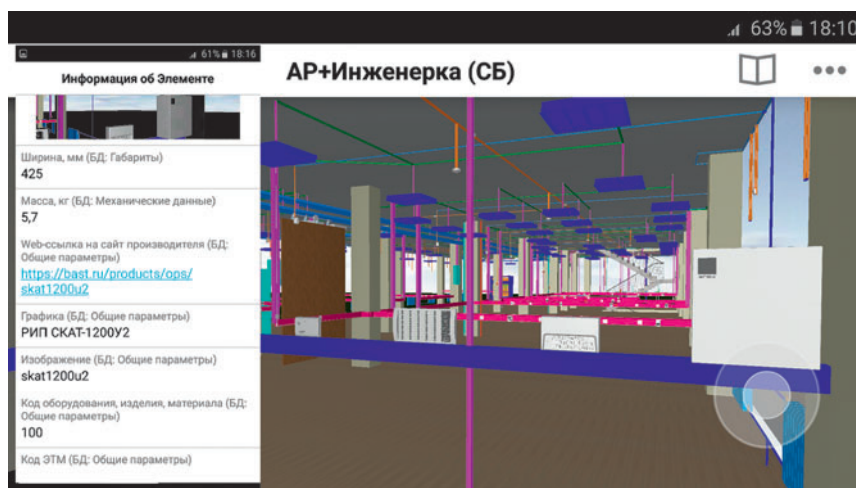 63% 18:10
61% 18:16
Информация об Элементе
АР+Инженерка (СБ)
Ширина, мм (БД: Габариты)
425
Масса, кг (БД: Механические данные)
5,7
Web-ссылка на сайт производителя (БД:
Общие параметры)
https://bast.ru/products/ops/
skat1200u2
Графика (БД: Общие параметры)
РИП СКАТ-1200У2
Изображение (БД: Общие параметры)
skat1200u2
Код оборудования, изделия, материала (БД:
Общие параметры)
100
Код ЭТМ (БД: Общие параметры)